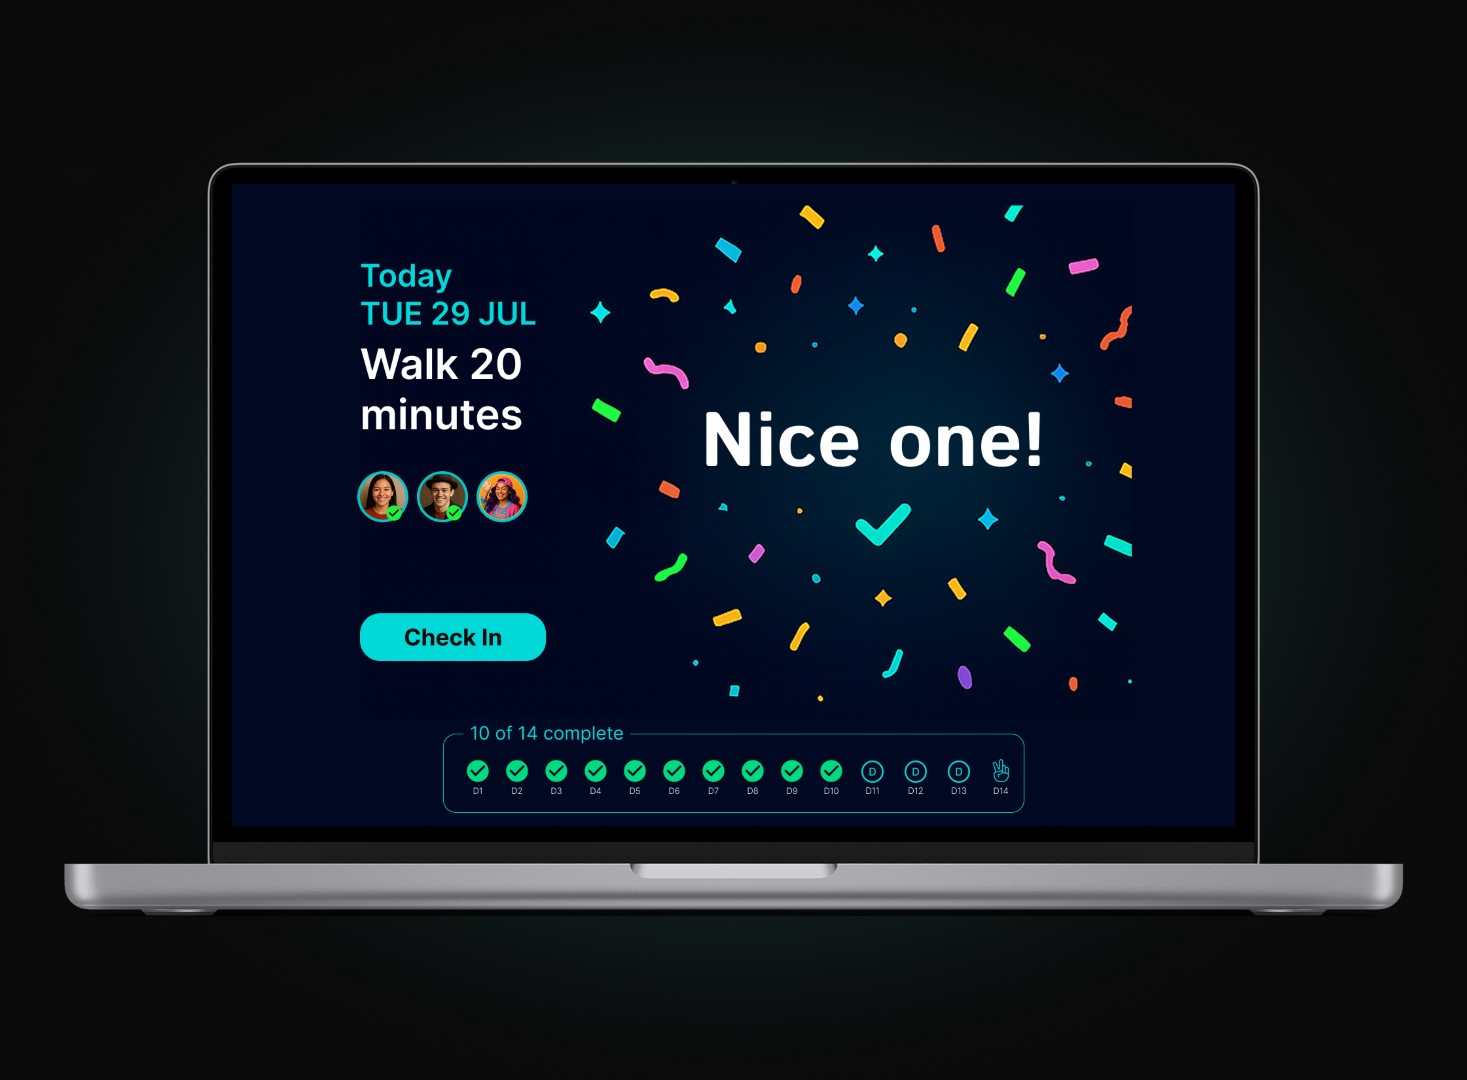 Today
TUE 29 JUL
Walk 20
minutes
Nice one!
Check In
10 of 14 complete
D D D
D1 D2 D3 D4 D5 D6 D7 D8 D9 D10 D11 D12 D13 D14